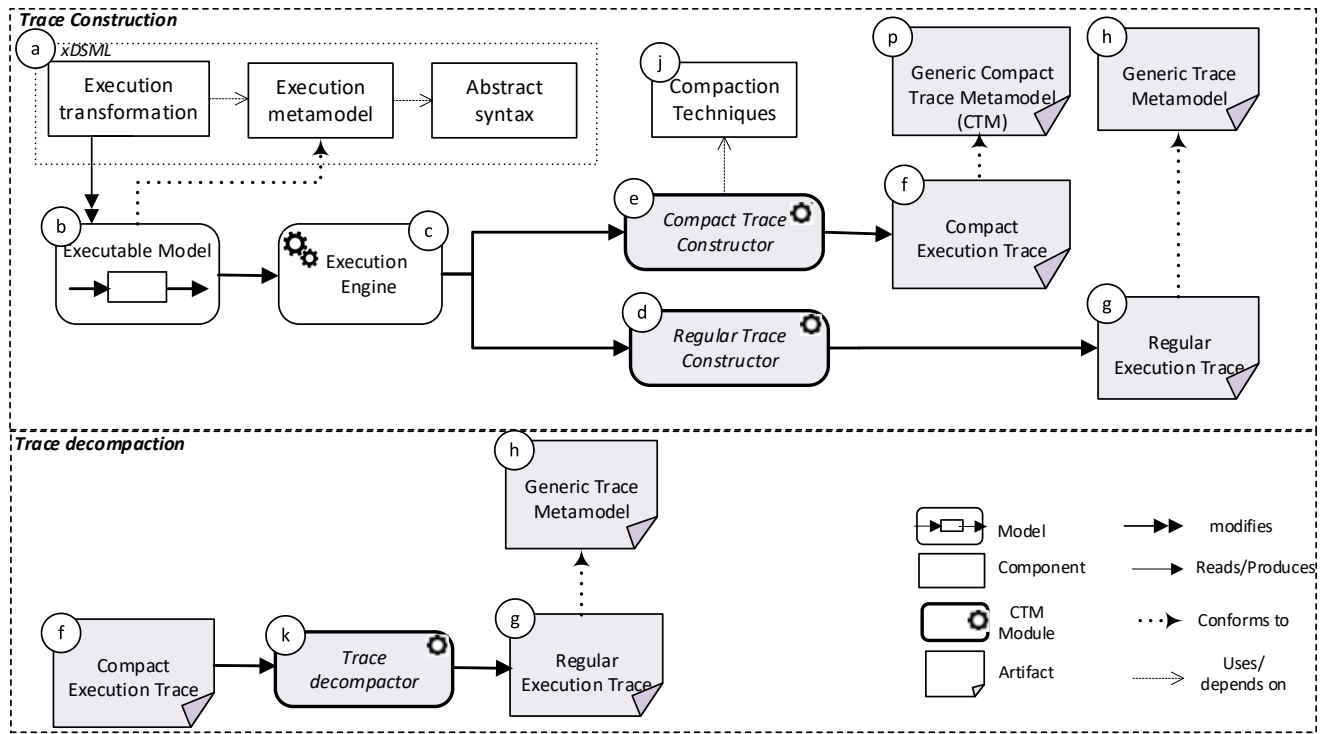 Trace Construction
a
xDSML
Execution
transformation
Execution
metamodel
Abstract
syntax
j
Compaction
Techniques
p
Generic Compact
Trace Metamodel
(CTM)
h
Generic Trace
Metamodel
b
Executable Model
c
Execution
Engine
e
Compact Trace
Constructor
f
Compact
Execution Trace
d
Regular Trace
Constructor
g
Regular
Execution Trace
Trace decompaction
h
Generic Trace
Metamodel
f
Compact
Execution Trace
k
Trace
decompactor
g
Regular
Execution Trace
Model
modifies
Component
Reads/Produces
CTM
Module
Conforms to
Artifact
Uses/
depends on